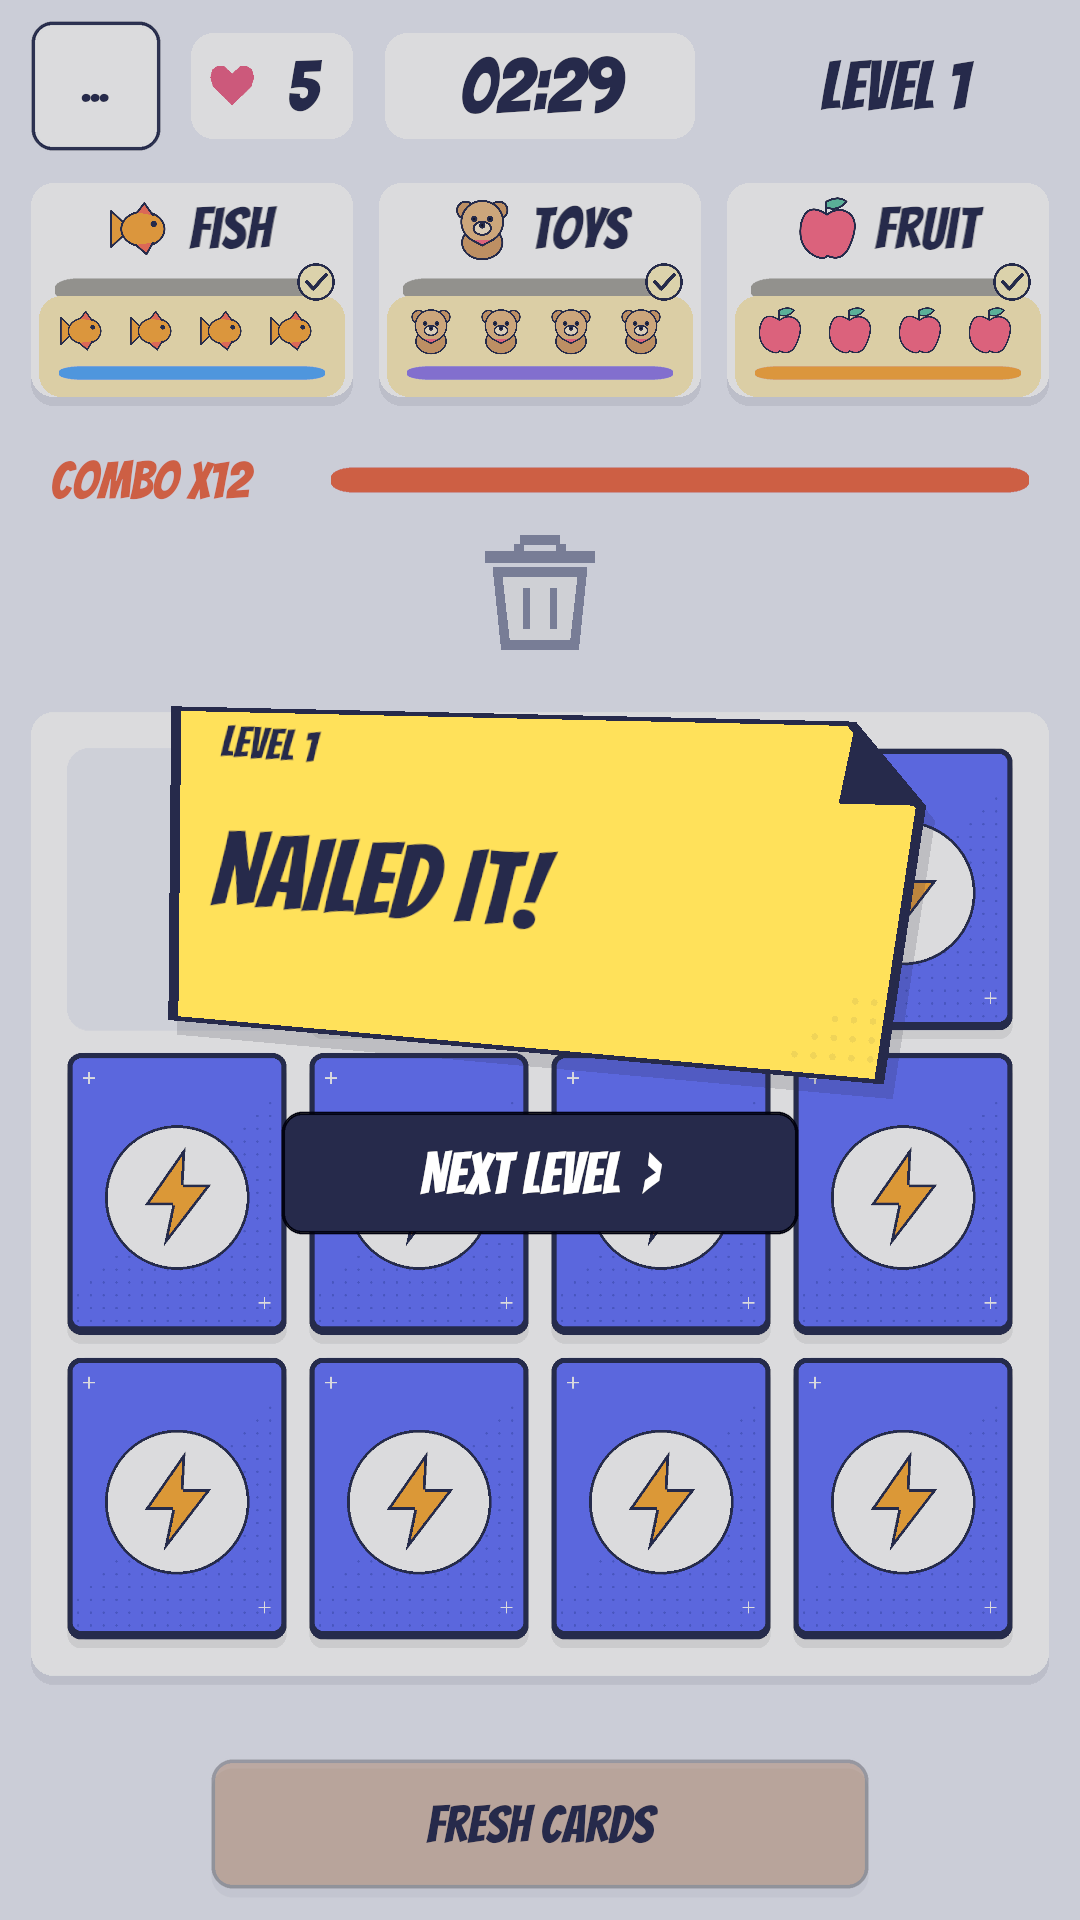 ...
5
02:29
LEVEL 1
FISH
TOYS
FRUIT
COMBO X12
LEVEL 1
NAILED IT!
NEXT LEVEL >
FRESH CARDS